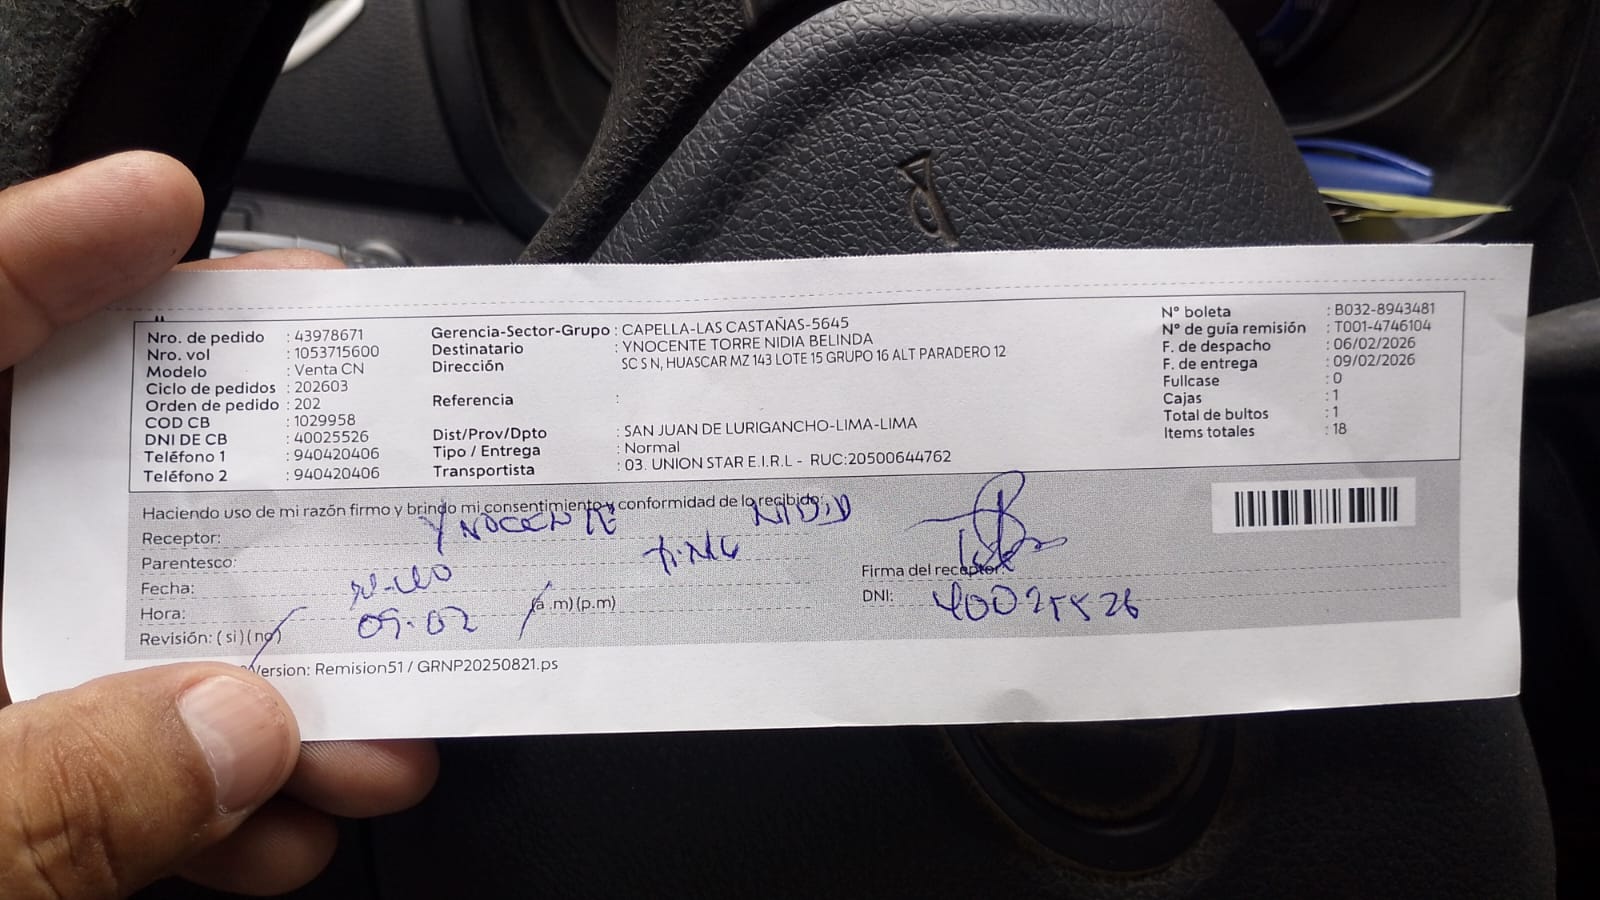 Nro. de pedido : 43978671
Nro. vol : 1053715600
Modelo : Venta CN
Ciclo de pedidos : 202603
Orden de pedido : 202
COD CB : 1029958
DNI DE CB : 40025526
Teléfono 1 : 940420406
Teléfono 2 : 940420406
Gerencia-Sector-Grupo : CAPELLA-LAS CASTAÑAS-5645
Destinatario : YNOCENTE TORRE NIDIA BELINDA
Dirección SC S N, HUASCAR MZ 143 LOTE 15 GRUPO 16 ALT PARADERO 12
Referencia :
Dist/Prov/Dpto : SAN JUAN DE LURIGANCHO-LIMA-LIMA
Tipo / Entrega : Normal
Transportista : 03. UNION STAR E.I.R.L - RUC:20500644762
N° boleta : B032-8943481
N° de guía remisión : T001-4746104
F. de despacho : 06/02/2026
F. de entrega : 09/02/2026
Fullcase : 0
Cajas : 1
Total de bultos : 1
Items totales : 18
Haciendo uso de mi razón firmo y brindo mi consentimiento y conformidad de lo recibido:
Receptor: YNOCENTE
Parentesco:
Fecha:
Hora: 09-02 (a .m) (p.m)
Revisión: ( si ) ( no )
Firma del receptor:
DNI: 40025526
Version: Remision51 / GRNP20250821.ps